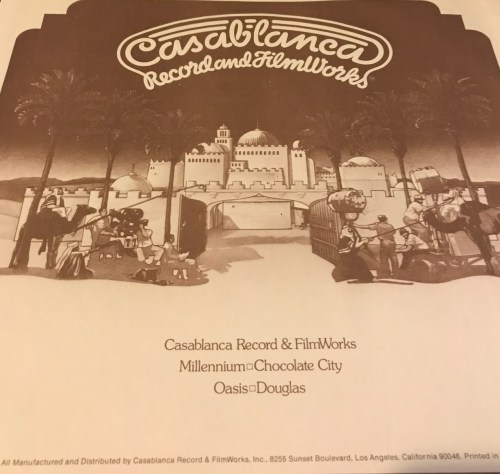 Casablanca
Record and FilmWorks
Casablanca Record & FilmWorks
Millennium□Chocolate City
Oasis□Douglas
All Manufactured and Distributed by Casablanca Record & FilmWorks, Inc., 8255 Sunset Boulevard, Los Angeles, California 90046. Printed in